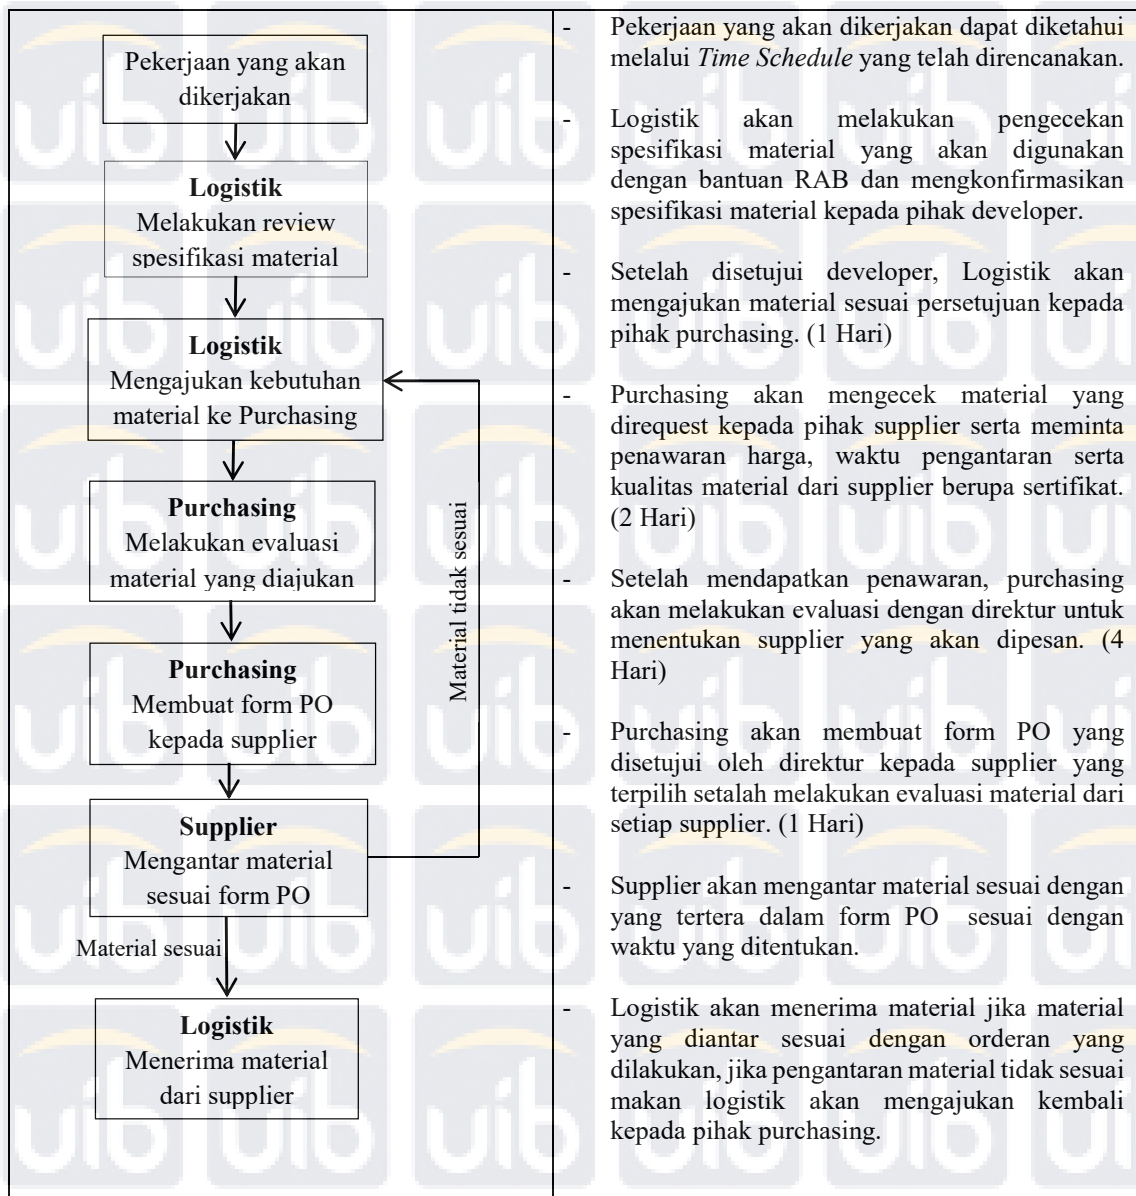 Pekerjaan yang akan
dikerjakan
Logistik
Melakukan review
spesifikasi material
Logistik
Mengajukan kebutuhan
material ke Purchasing
Purchasing
Melakukan evaluasi
material yang diajukan
Purchasing
Membuat form PO
kepada supplier
Supplier
Mengantar material
sesuai form PO
Material tidak sesuai
Material sesuai
Logistik
Menerima material
dari supplier
- Pekerjaan yang akan dikerjakan dapat diketahui
melalui Time Schedule yang telah direncanakan.
- Logistik akan melakukan pengecekan
spesifikasi material yang akan digunakan
dengan bantuan RAB dan mengkonfirmasikan
spesifikasi material kepada pihak developer.
- Setelah disetujui developer, Logistik akan
mengajukan material sesuai persetujuan kepada
pihak purchasing. (1 Hari)
- Purchasing akan mengecek material yang
direquest kepada pihak supplier serta meminta
penawaran harga, waktu pengantaran serta
kualitas material dari supplier berupa sertifikat.
(2 Hari)
- Setelah mendapatkan penawaran, purchasing
akan melakukan evaluasi dengan direktur untuk
menentukan supplier yang akan dipesan. (4
Hari)
- Purchasing akan membuat form PO yang
disetujui oleh direktur kepada supplier yang
terpilih setalah melakukan evaluasi material dari
setiap supplier. (1 Hari)
- Supplier akan mengantar material sesuai dengan
yang tertera dalam form PO sesuai dengan
waktu yang ditentukan.
- Logistik akan menerima material jika material
yang diantar sesuai dengan orderan yang
dilakukan, jika pengantaran material tidak sesuai
makan logistik akan mengajukan kembali
kepada pihak purchasing.